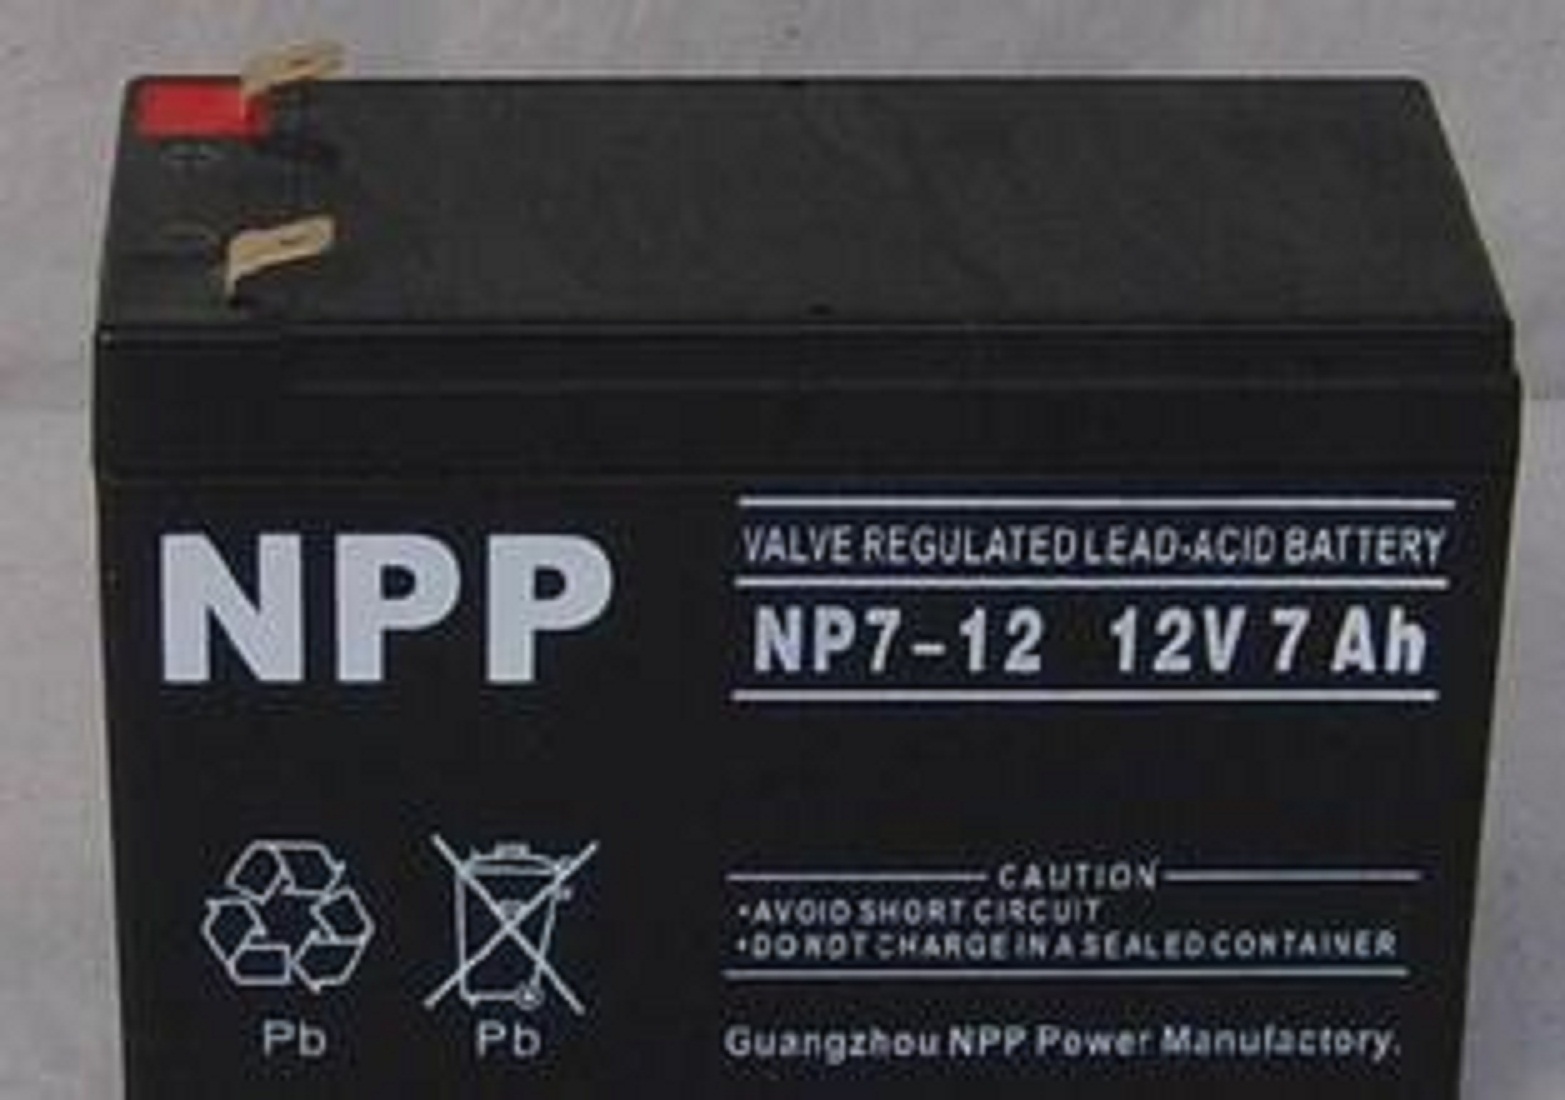 NPP
VALVE REGULATED LEAD-ACID BATTERY
NP7-12 12V 7 Ah
CAUTION
•AVOID SHORT CIRCUIT
•DO NOT CHARGE IN A SEALED CONTAINER
Pb Pb
Guangzhou NPP Power Manufactory.